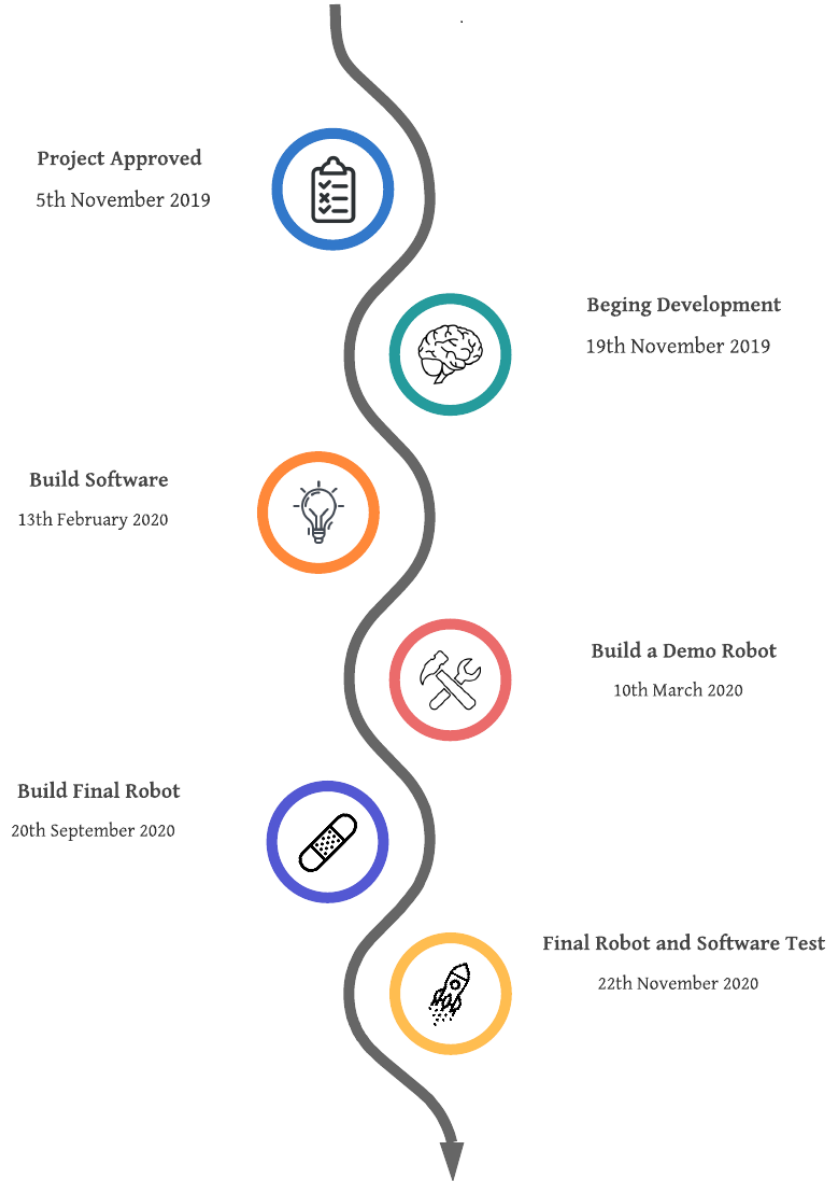 Project Approved
5th November 2019
Beging Development
19th November 2019
Build Software
13th February 2020
Build a Demo Robot
10th March 2020
Build Final Robot
20th September 2020
Final Robot and Software Test
22th November 2020